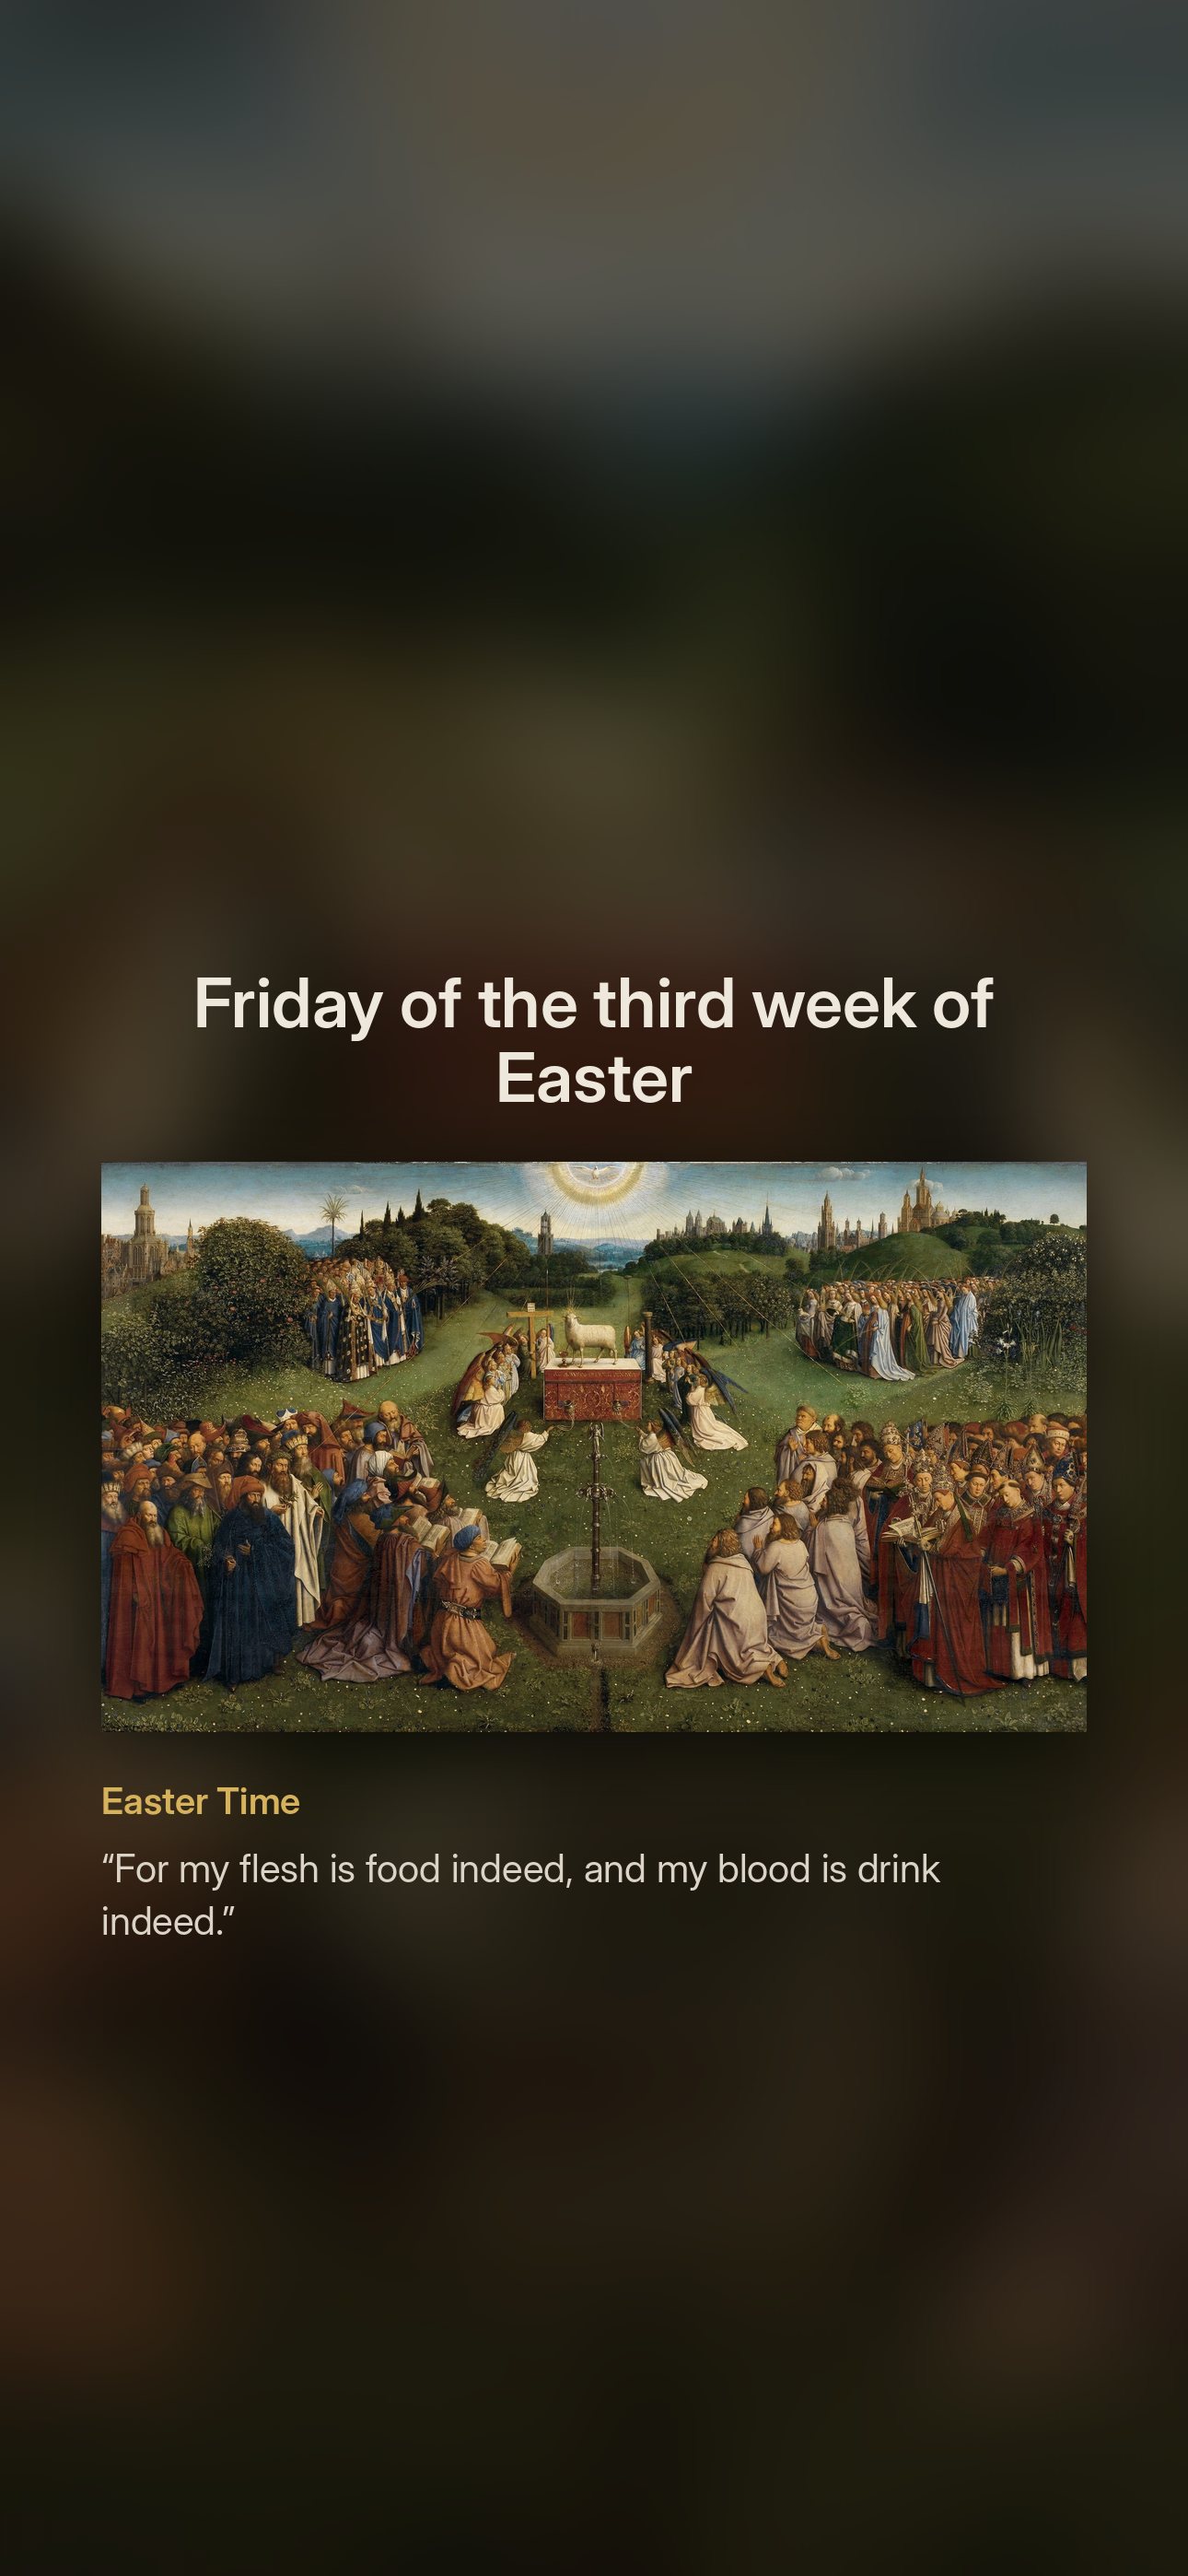 Friday of the third week of
Easter
Easter Time
“For my flesh is food indeed, and my blood is drink
indeed.”